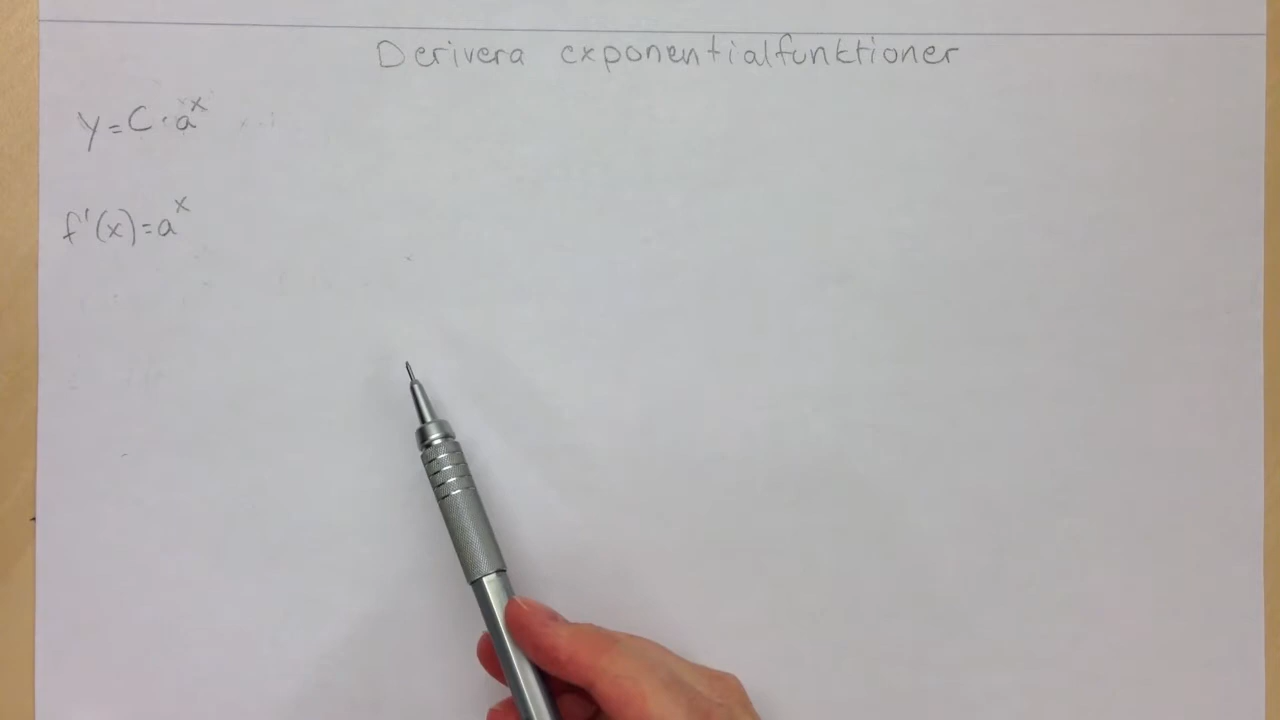 Derivera exponentialfunktioner
y = C · a^x
f'(x) = a^x